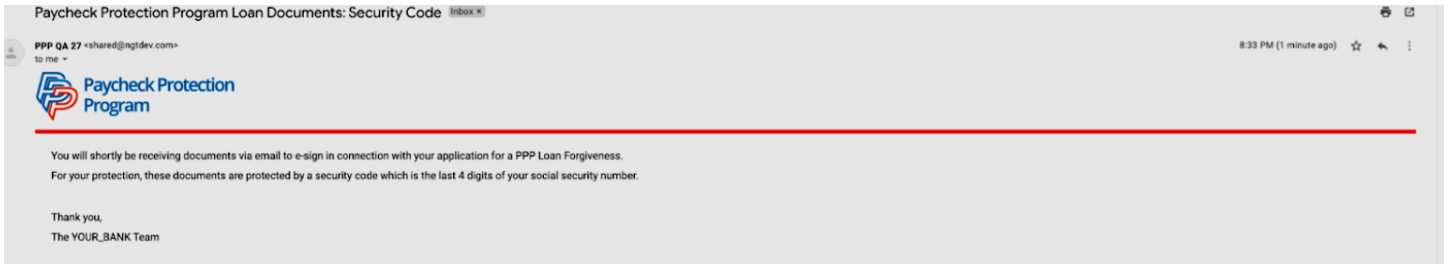 Paycheck Protection Program Loan Documents: Security Code Inbox ×
PPP QA 27 <shared@ngtdev.com> 8:33 PM (1 minute ago)
to me
Paycheck Protection
Program
You will shortly be receiving documents via email to e-sign in connection with your application for a PPP Loan Forgiveness.
For your protection, these documents are protected by a security code which is the last 4 digits of your social security number.
Thank you,
The YOUR_BANK Team